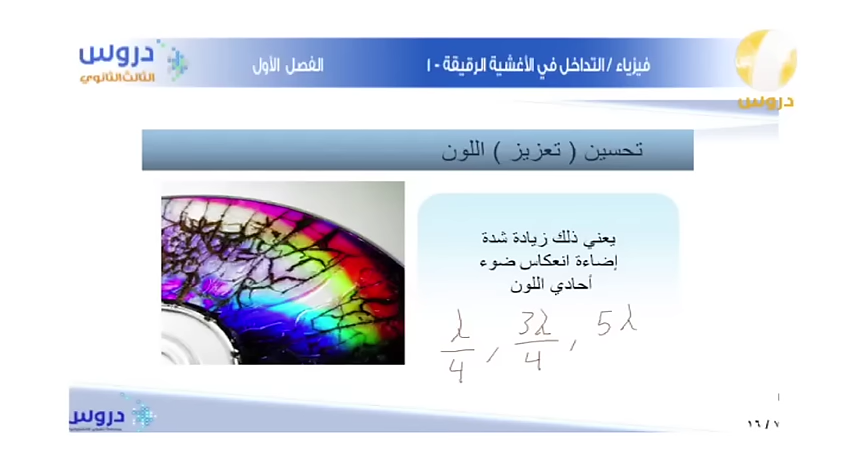 فيزياء / التداخل في الأغشية الرقيقة - ١
الفصل الأول
دروس
الثالث الثانوي
دروس
تحسين ( تعزيز ) اللون
يعني ذلك زيادة شدة
إضاءة انعكاس ضوء
أحادي اللون
λ/4 , 3λ/4 , 5λ
دروس
١٦ / ٧